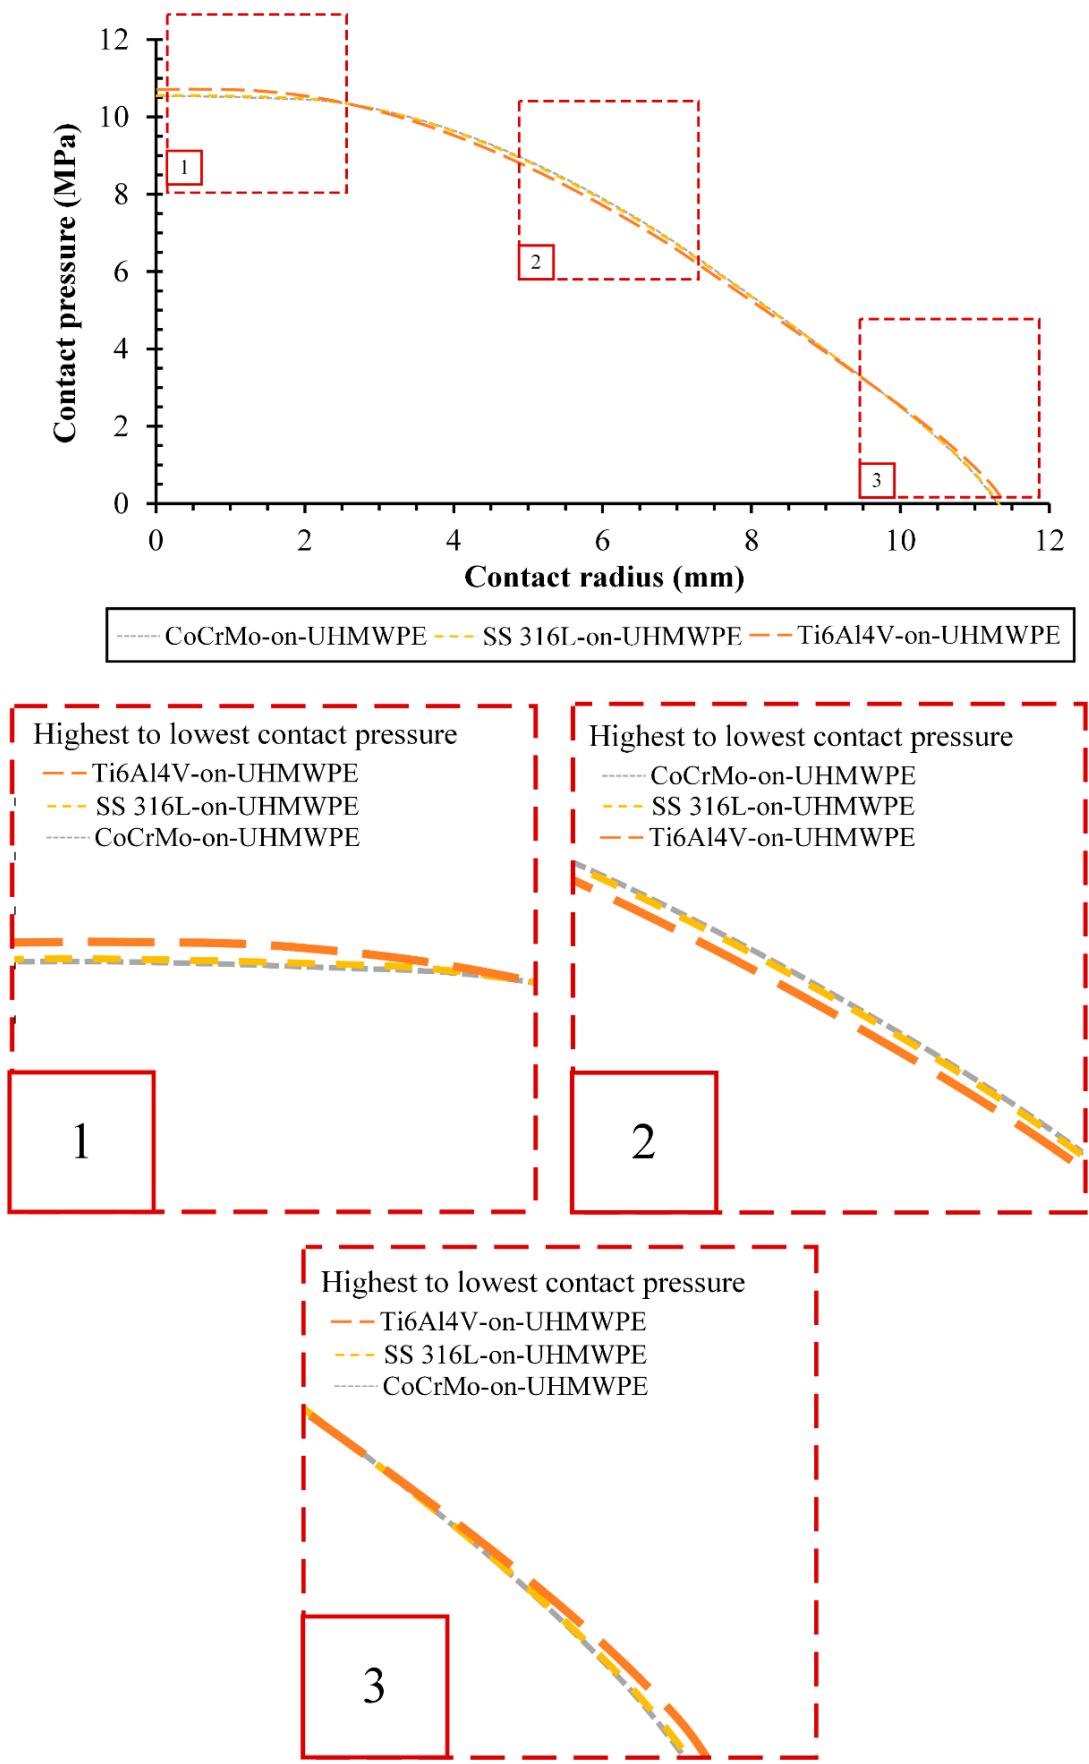 12
10
8
6
4
2
0
Contact pressure (MPa)
1
2
3
0 2 4 6 8 10 12
Contact radius (mm)
CoCrMo-on-UHMWPE SS 316L-on-UHMWPE Ti6Al4V-on-UHMWPE
Highest to lowest contact pressure
Ti6Al4V-on-UHMWPE
SS 316L-on-UHMWPE
CoCrMo-on-UHMWPE
1
Highest to lowest contact pressure
CoCrMo-on-UHMWPE
SS 316L-on-UHMWPE
Ti6Al4V-on-UHMWPE
2
Highest to lowest contact pressure
Ti6Al4V-on-UHMWPE
SS 316L-on-UHMWPE
CoCrMo-on-UHMWPE
3